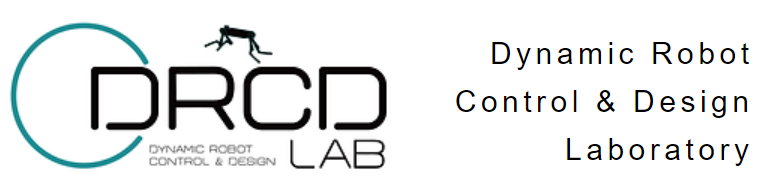 DRCD
DYNAMIC ROBOT
CONTROL & DESIGN
LAB
Dynamic Robot
Control & Design
Laboratory